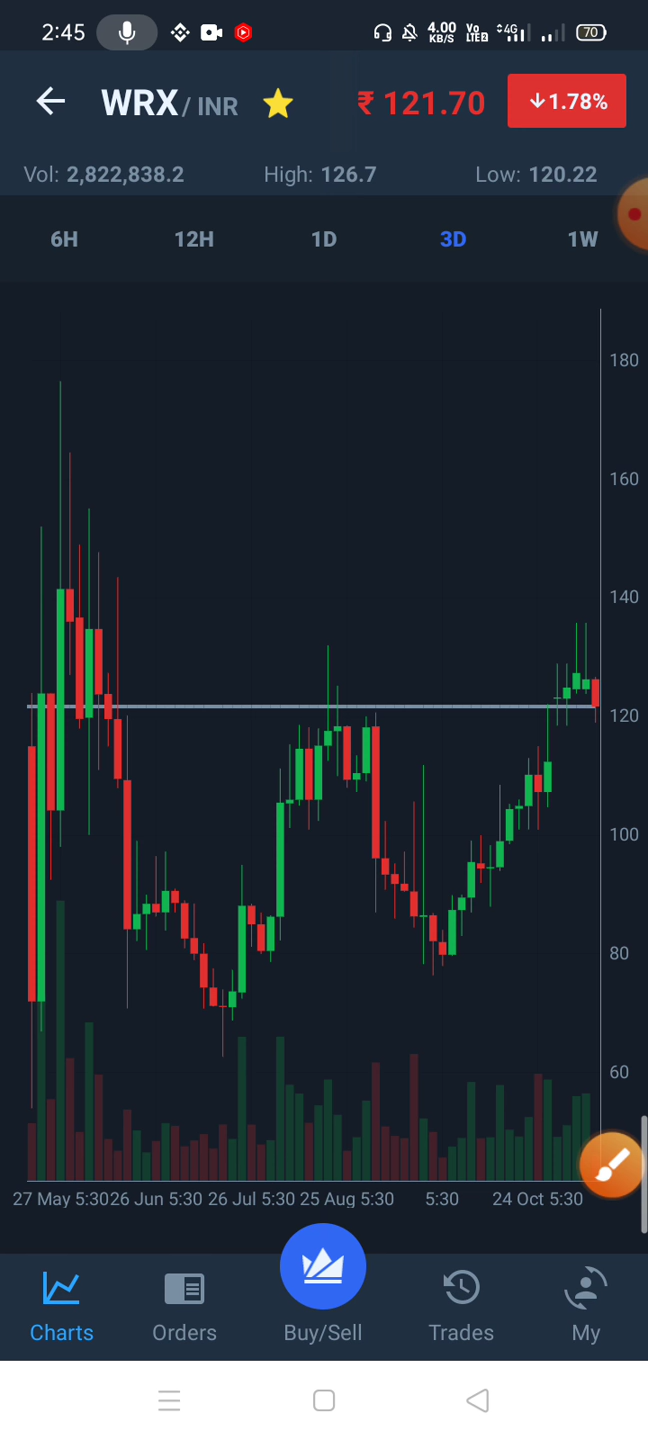 2:45 4.00 KB/S Vo LTE2 4G 70
WRX / INR ₹ 121.70 1.78%
Vol: 2,822,838.2 High: 126.7 Low: 120.22
6H 12H 1D 3D 1W
180
160
140
120
100
80
60
27 May 5:30 26 Jun 5:30 26 Jul 5:30 25 Aug 5:30 5:30 24 Oct 5:30
Charts Orders Buy/Sell Trades My